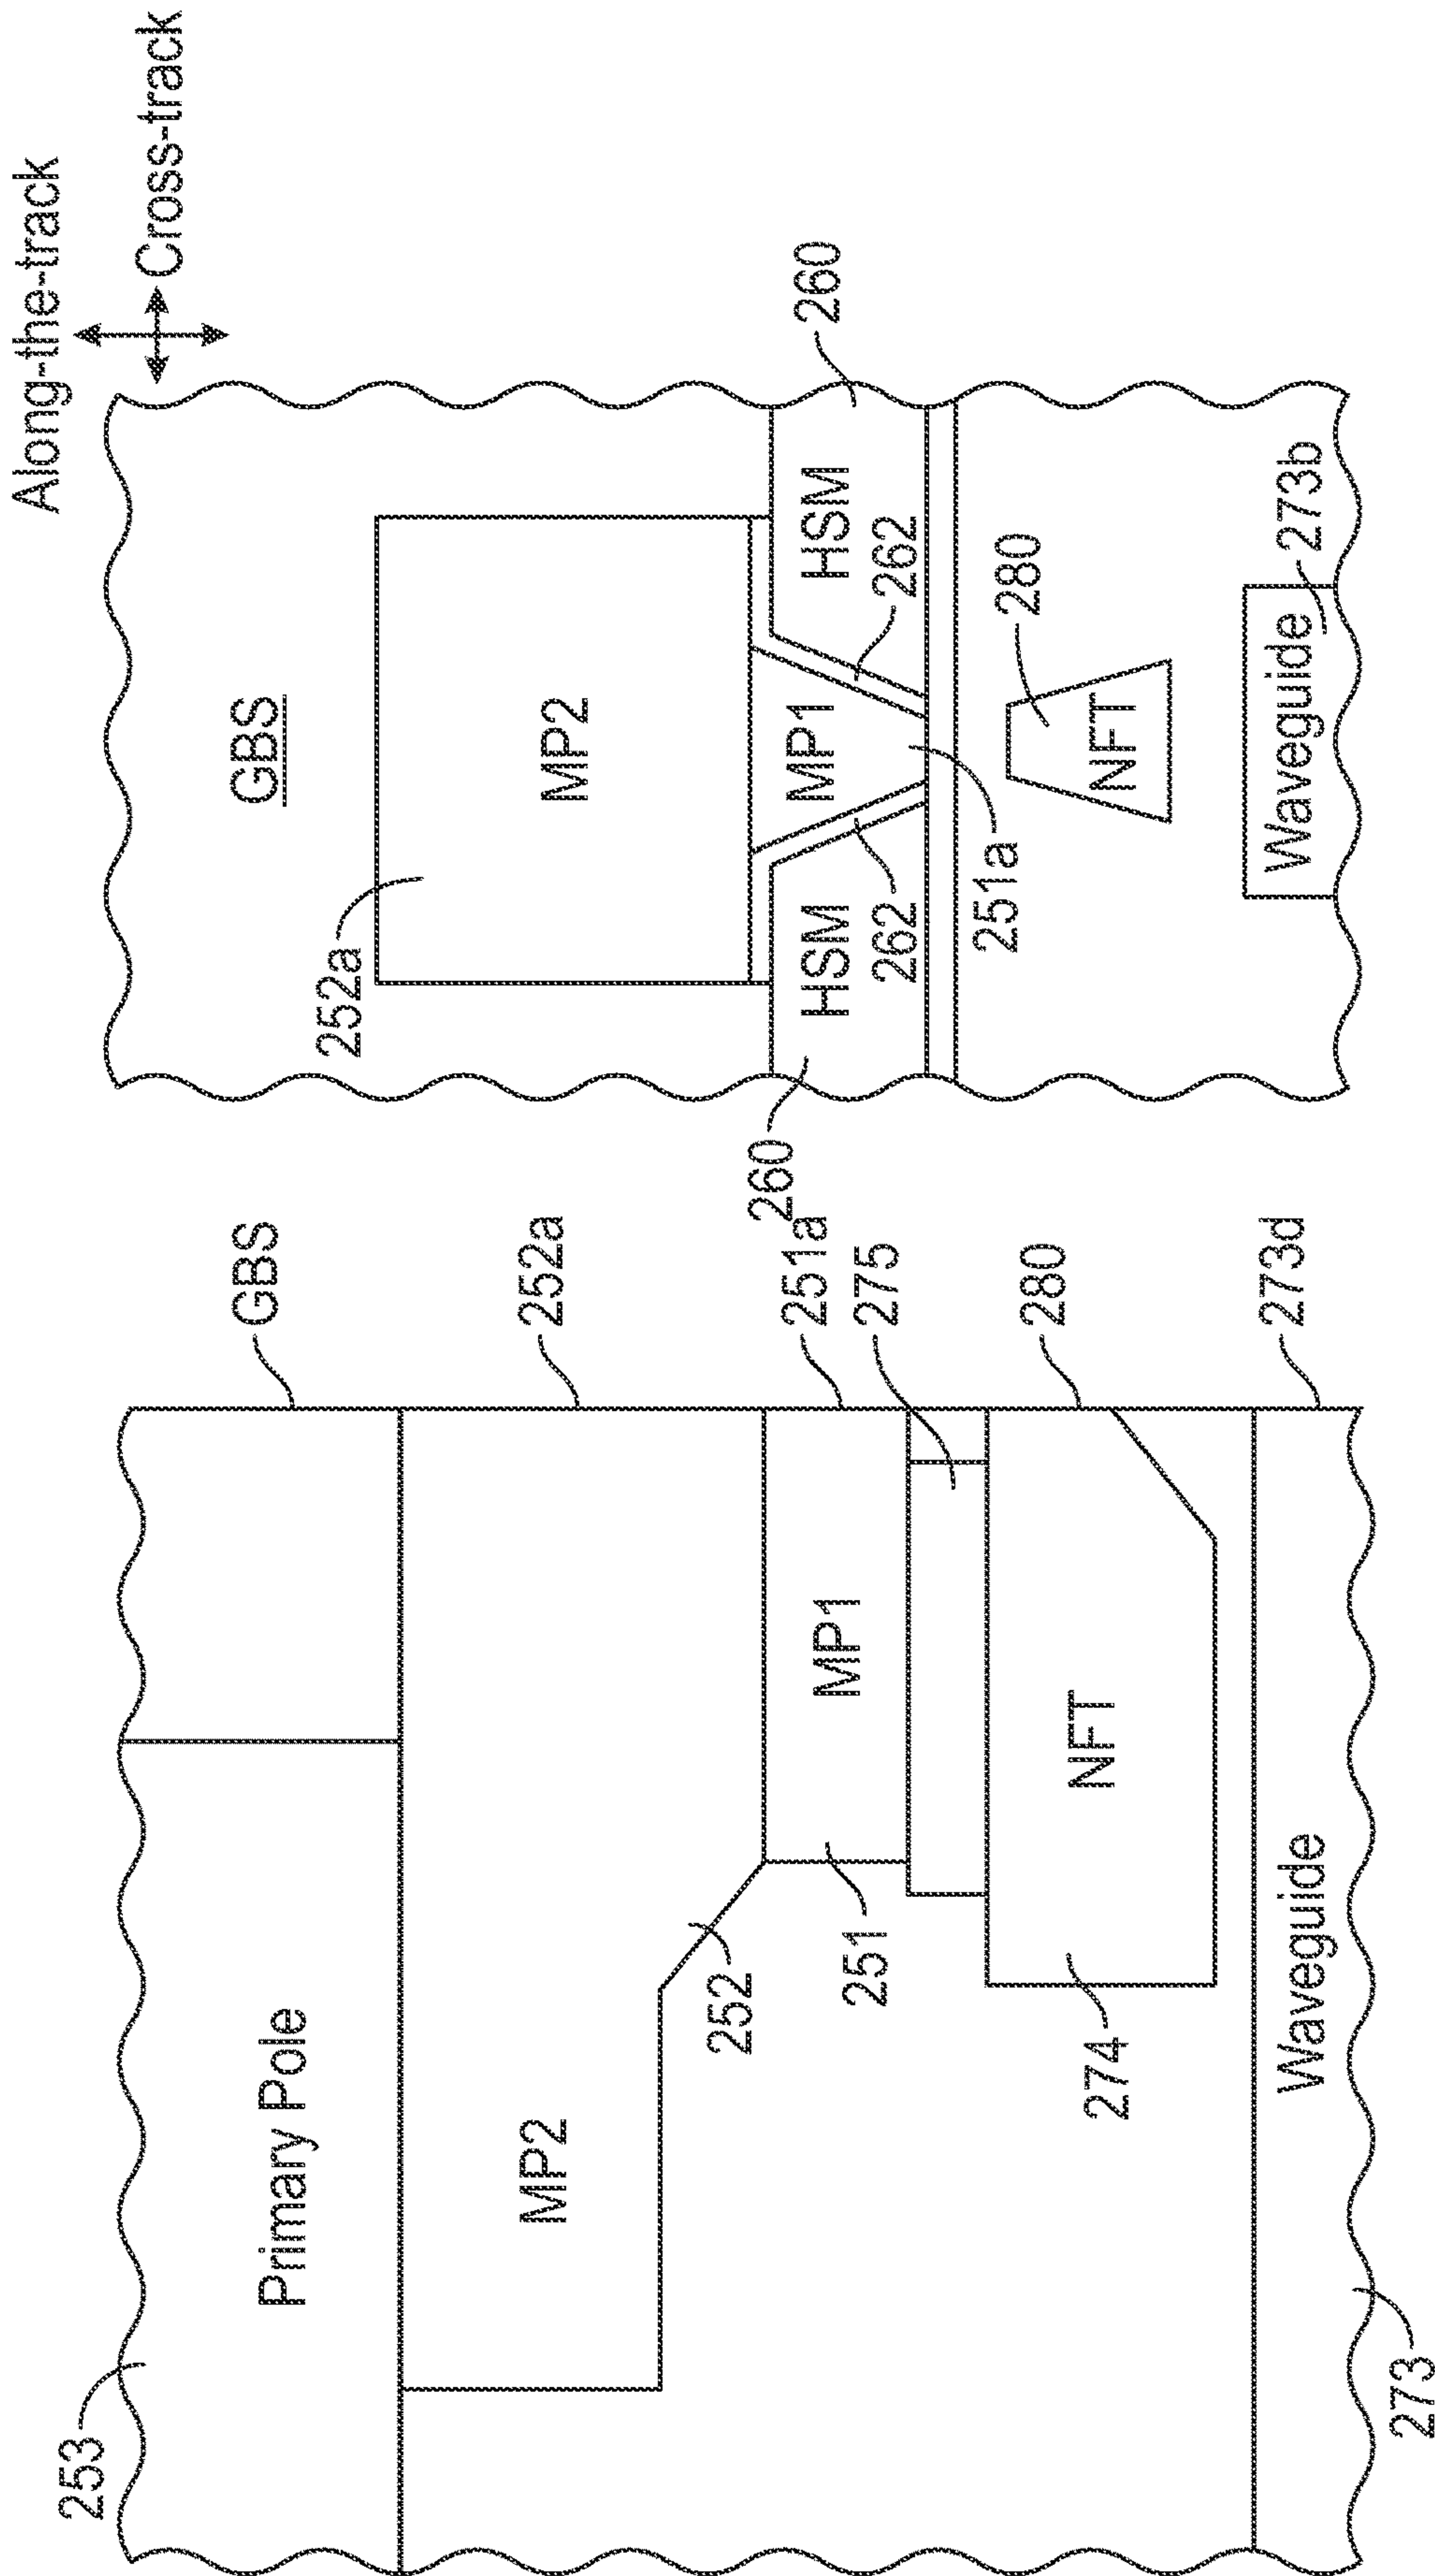 253
GBS
Primary Pole
MP2
252a
252
251a
MP1
251
275
280
NFT
274
273d
Waveguide
273
Along-the-track
Cross-track
GBS
252a
MP2
260
260
HSM
MP1
HSM
262
262
251a
280
NFT
Waveguide
273b